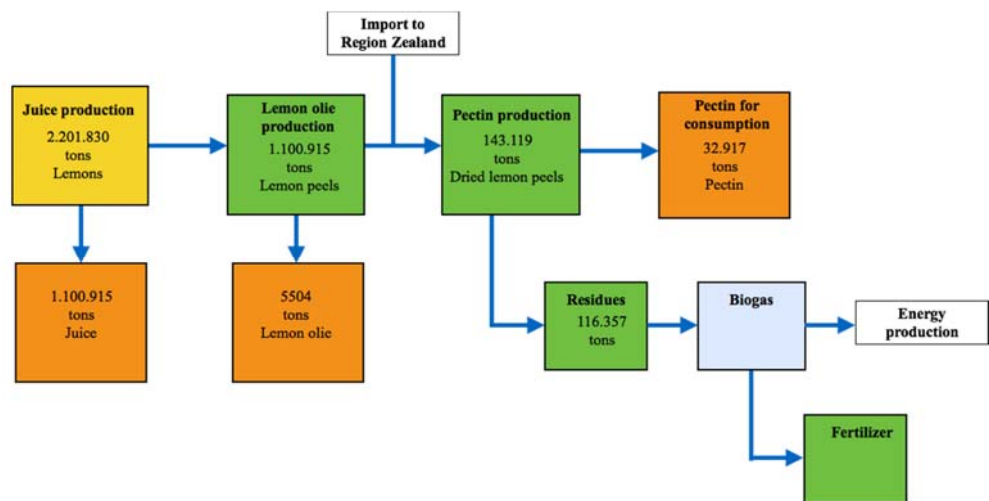 Import to
Region Zealand
Juice production
2.201.830
tons
Lemons
Lemon olie
production
1.100.915
tons
Lemon peels
Pectin production
143.119
tons
Dried lemon peels
Pectin for
consumption
32.917
tons
Pectin
1.100.915
tons
Juice
5504
tons
Lemon olie
Residues
116.357
tons
Biogas
Energy
production
Fertilizer